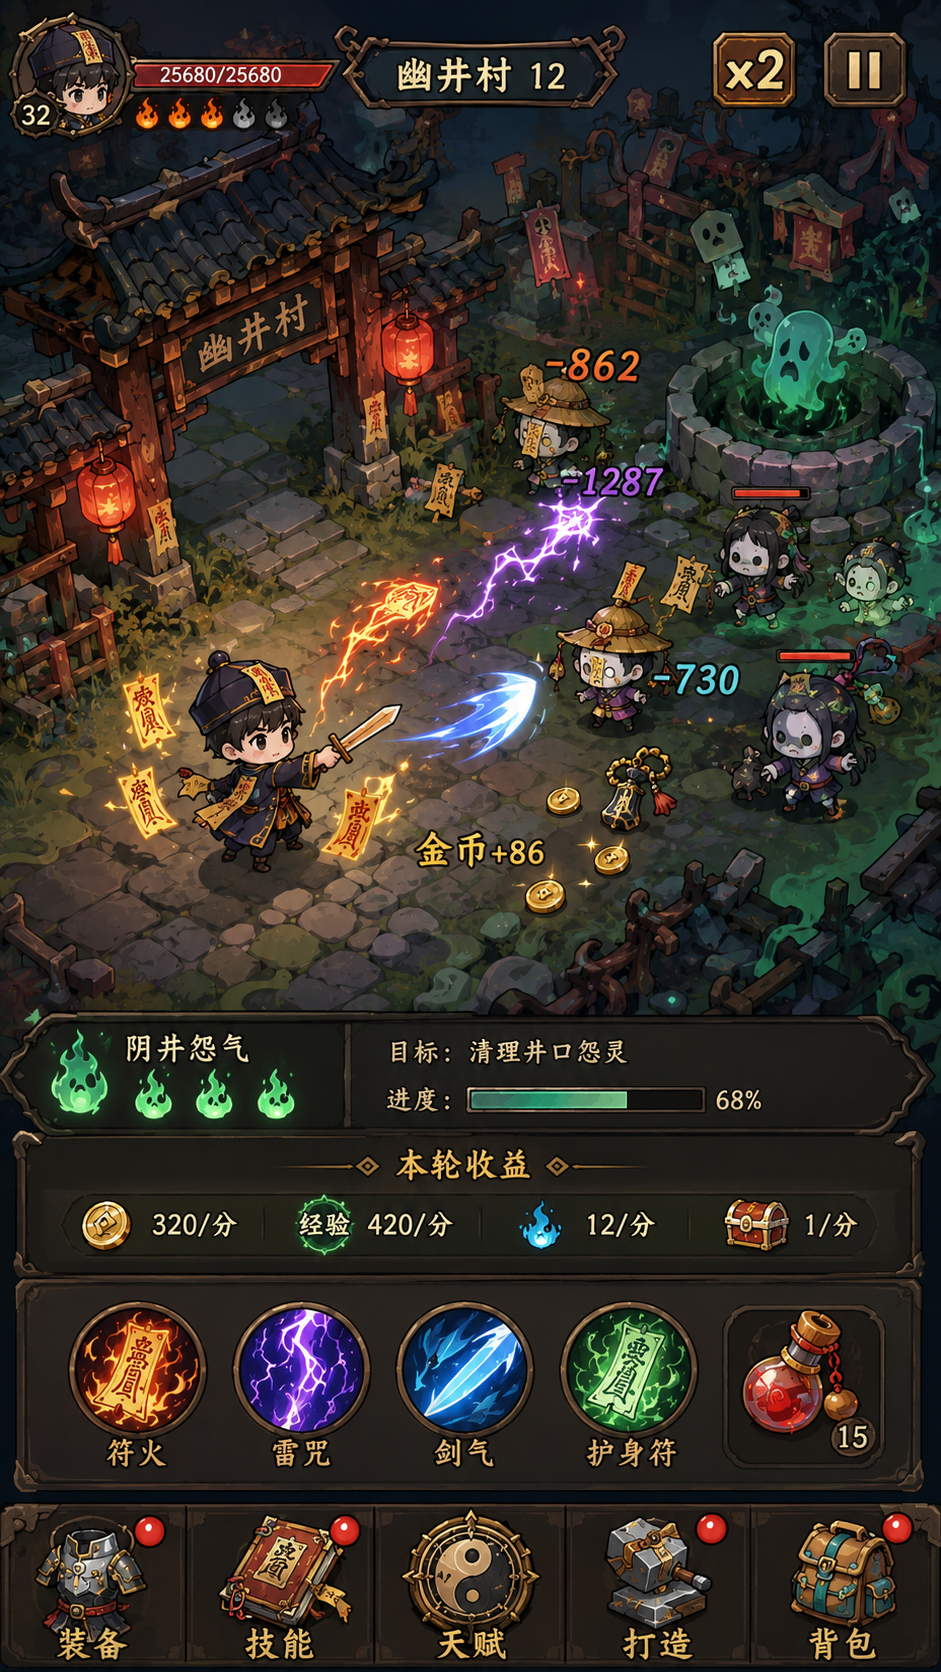 32
25680/25680
幽井村 12
x2
幽井村
-862
-1287
-730
金币+86
阴井怨气
目标：清理井口怨灵
进度：
68%
本轮收益
320/分
经验 420/分
12/分
1/分
符火
雷咒
剑气
护身符
15
装备
技能
天赋
打造
背包